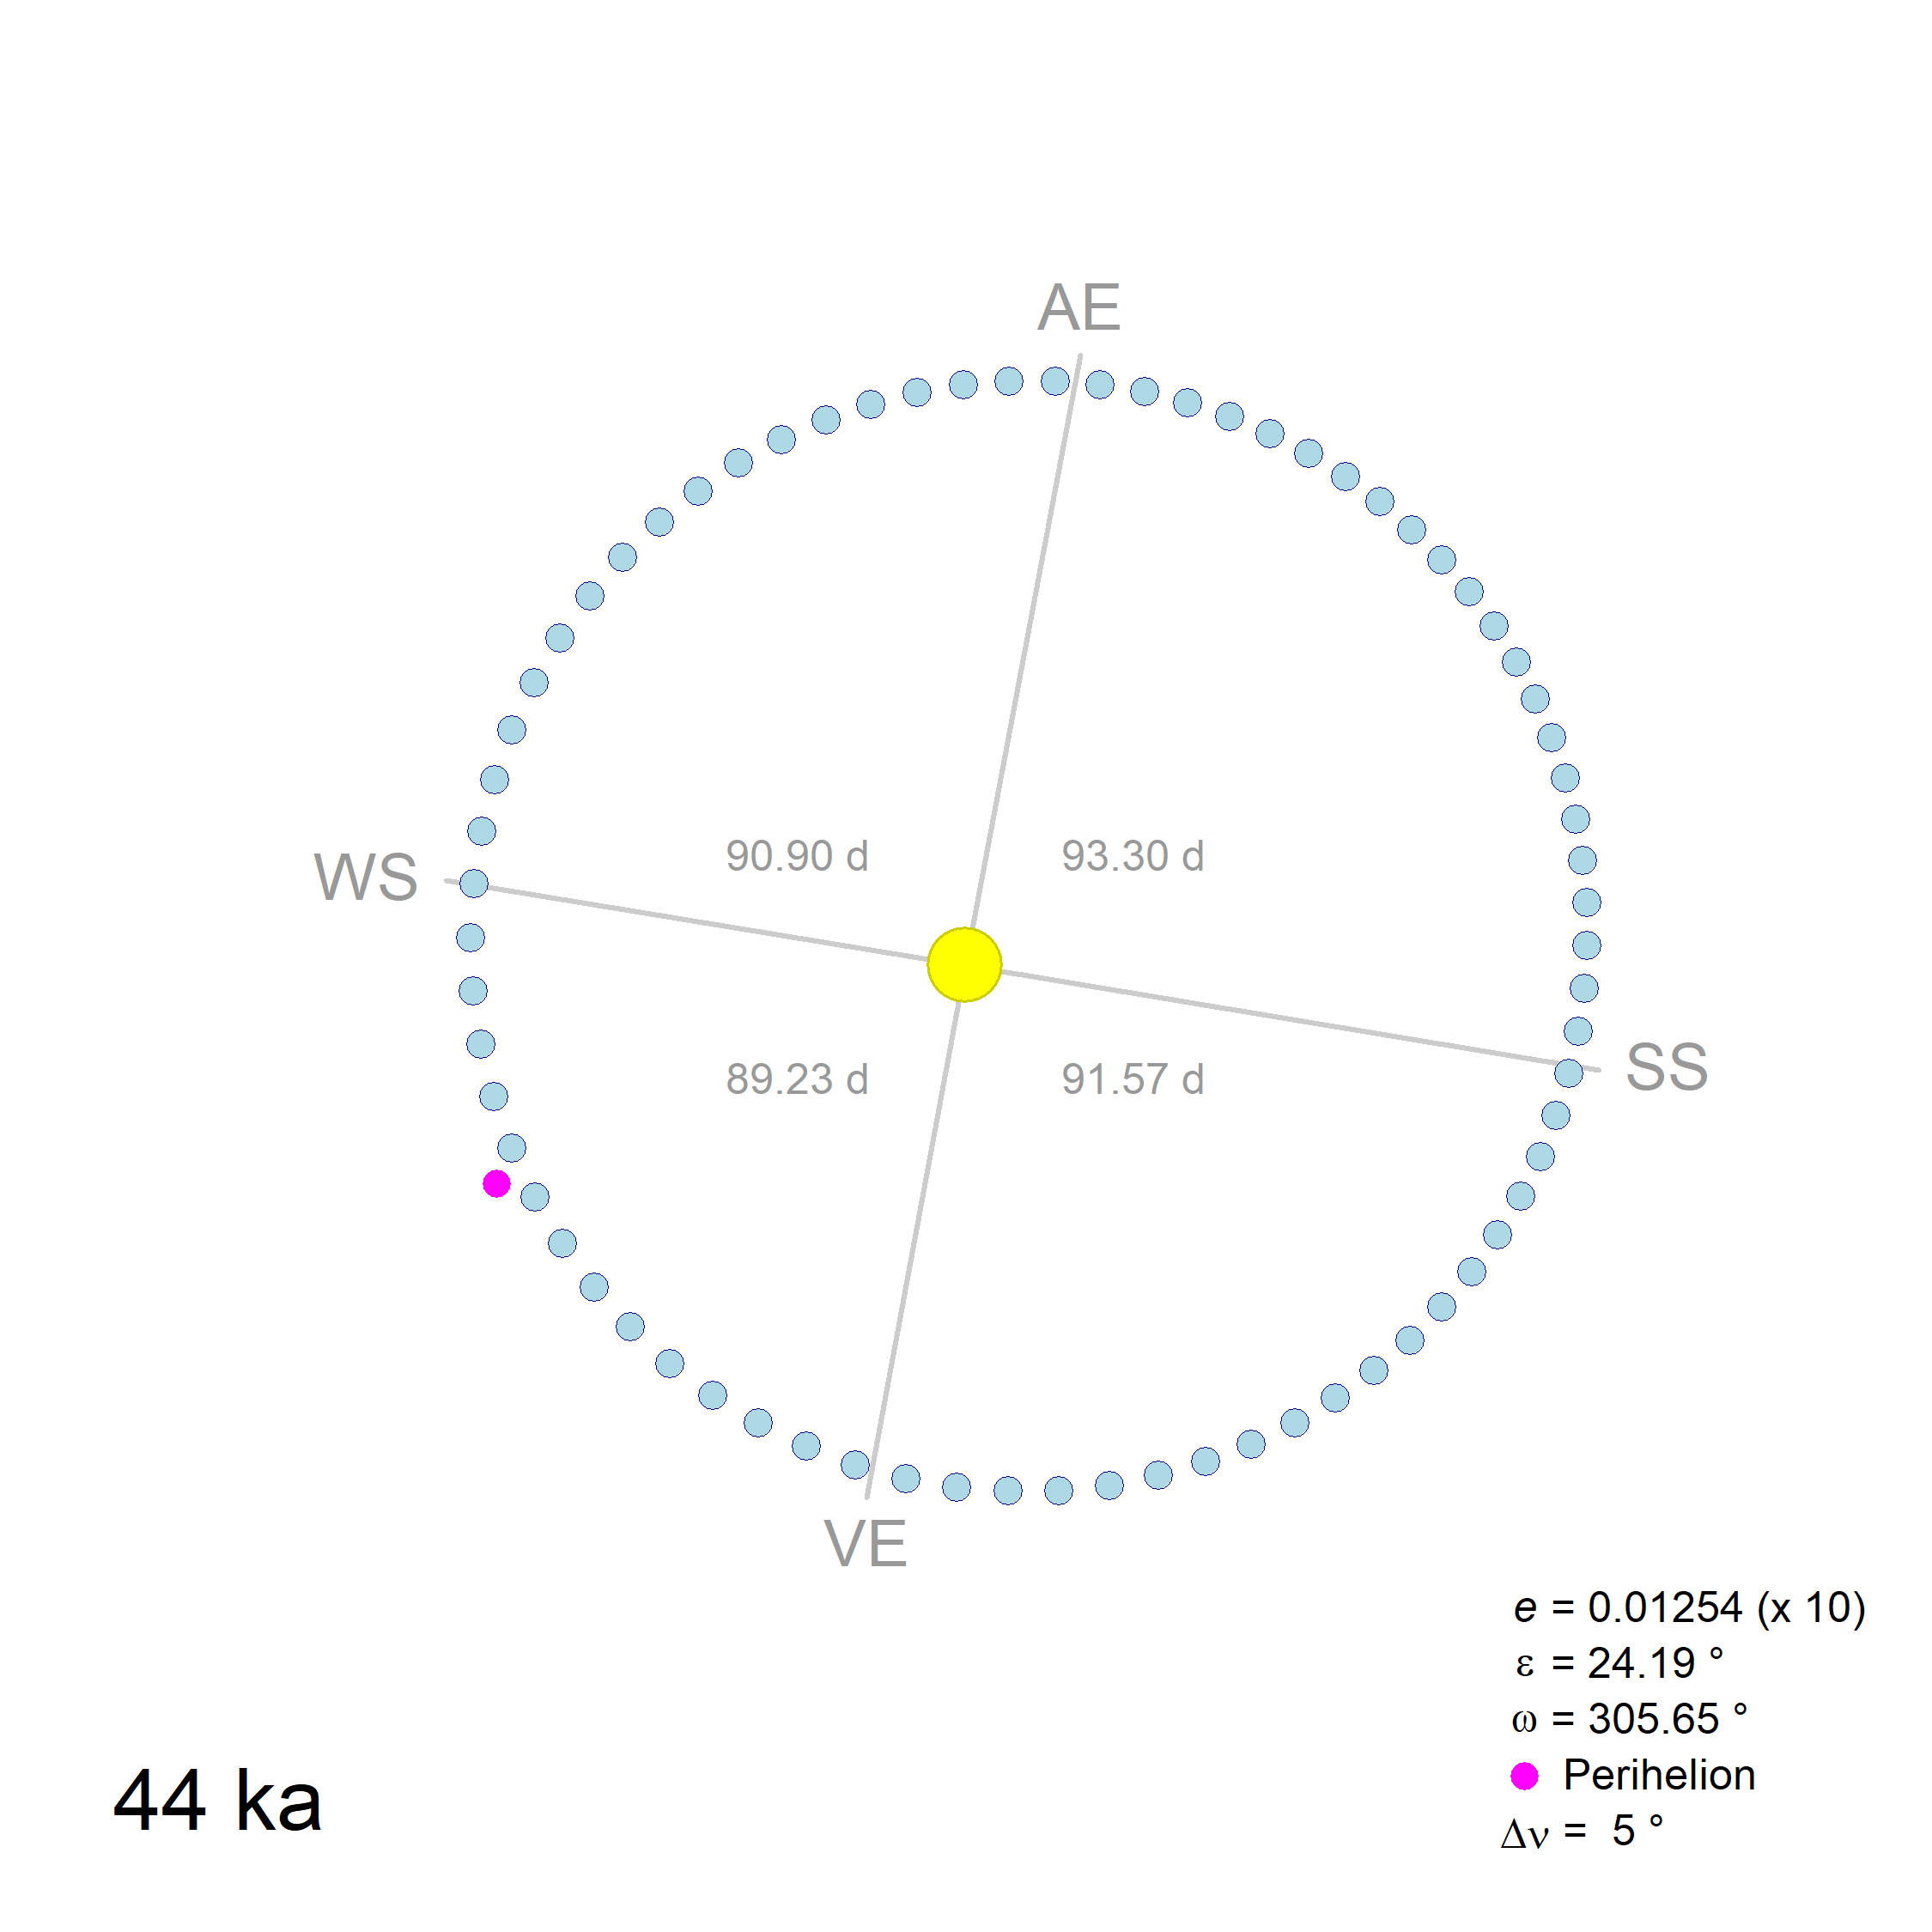 AE
WS
90.90 d
93.30 d
89.23 d
91.57 d
SS
VE
e = 0.01254 (x 10)
ε = 24.19 °
ω = 305.65 °
Perihelion
Δν = 5 °
44 ka